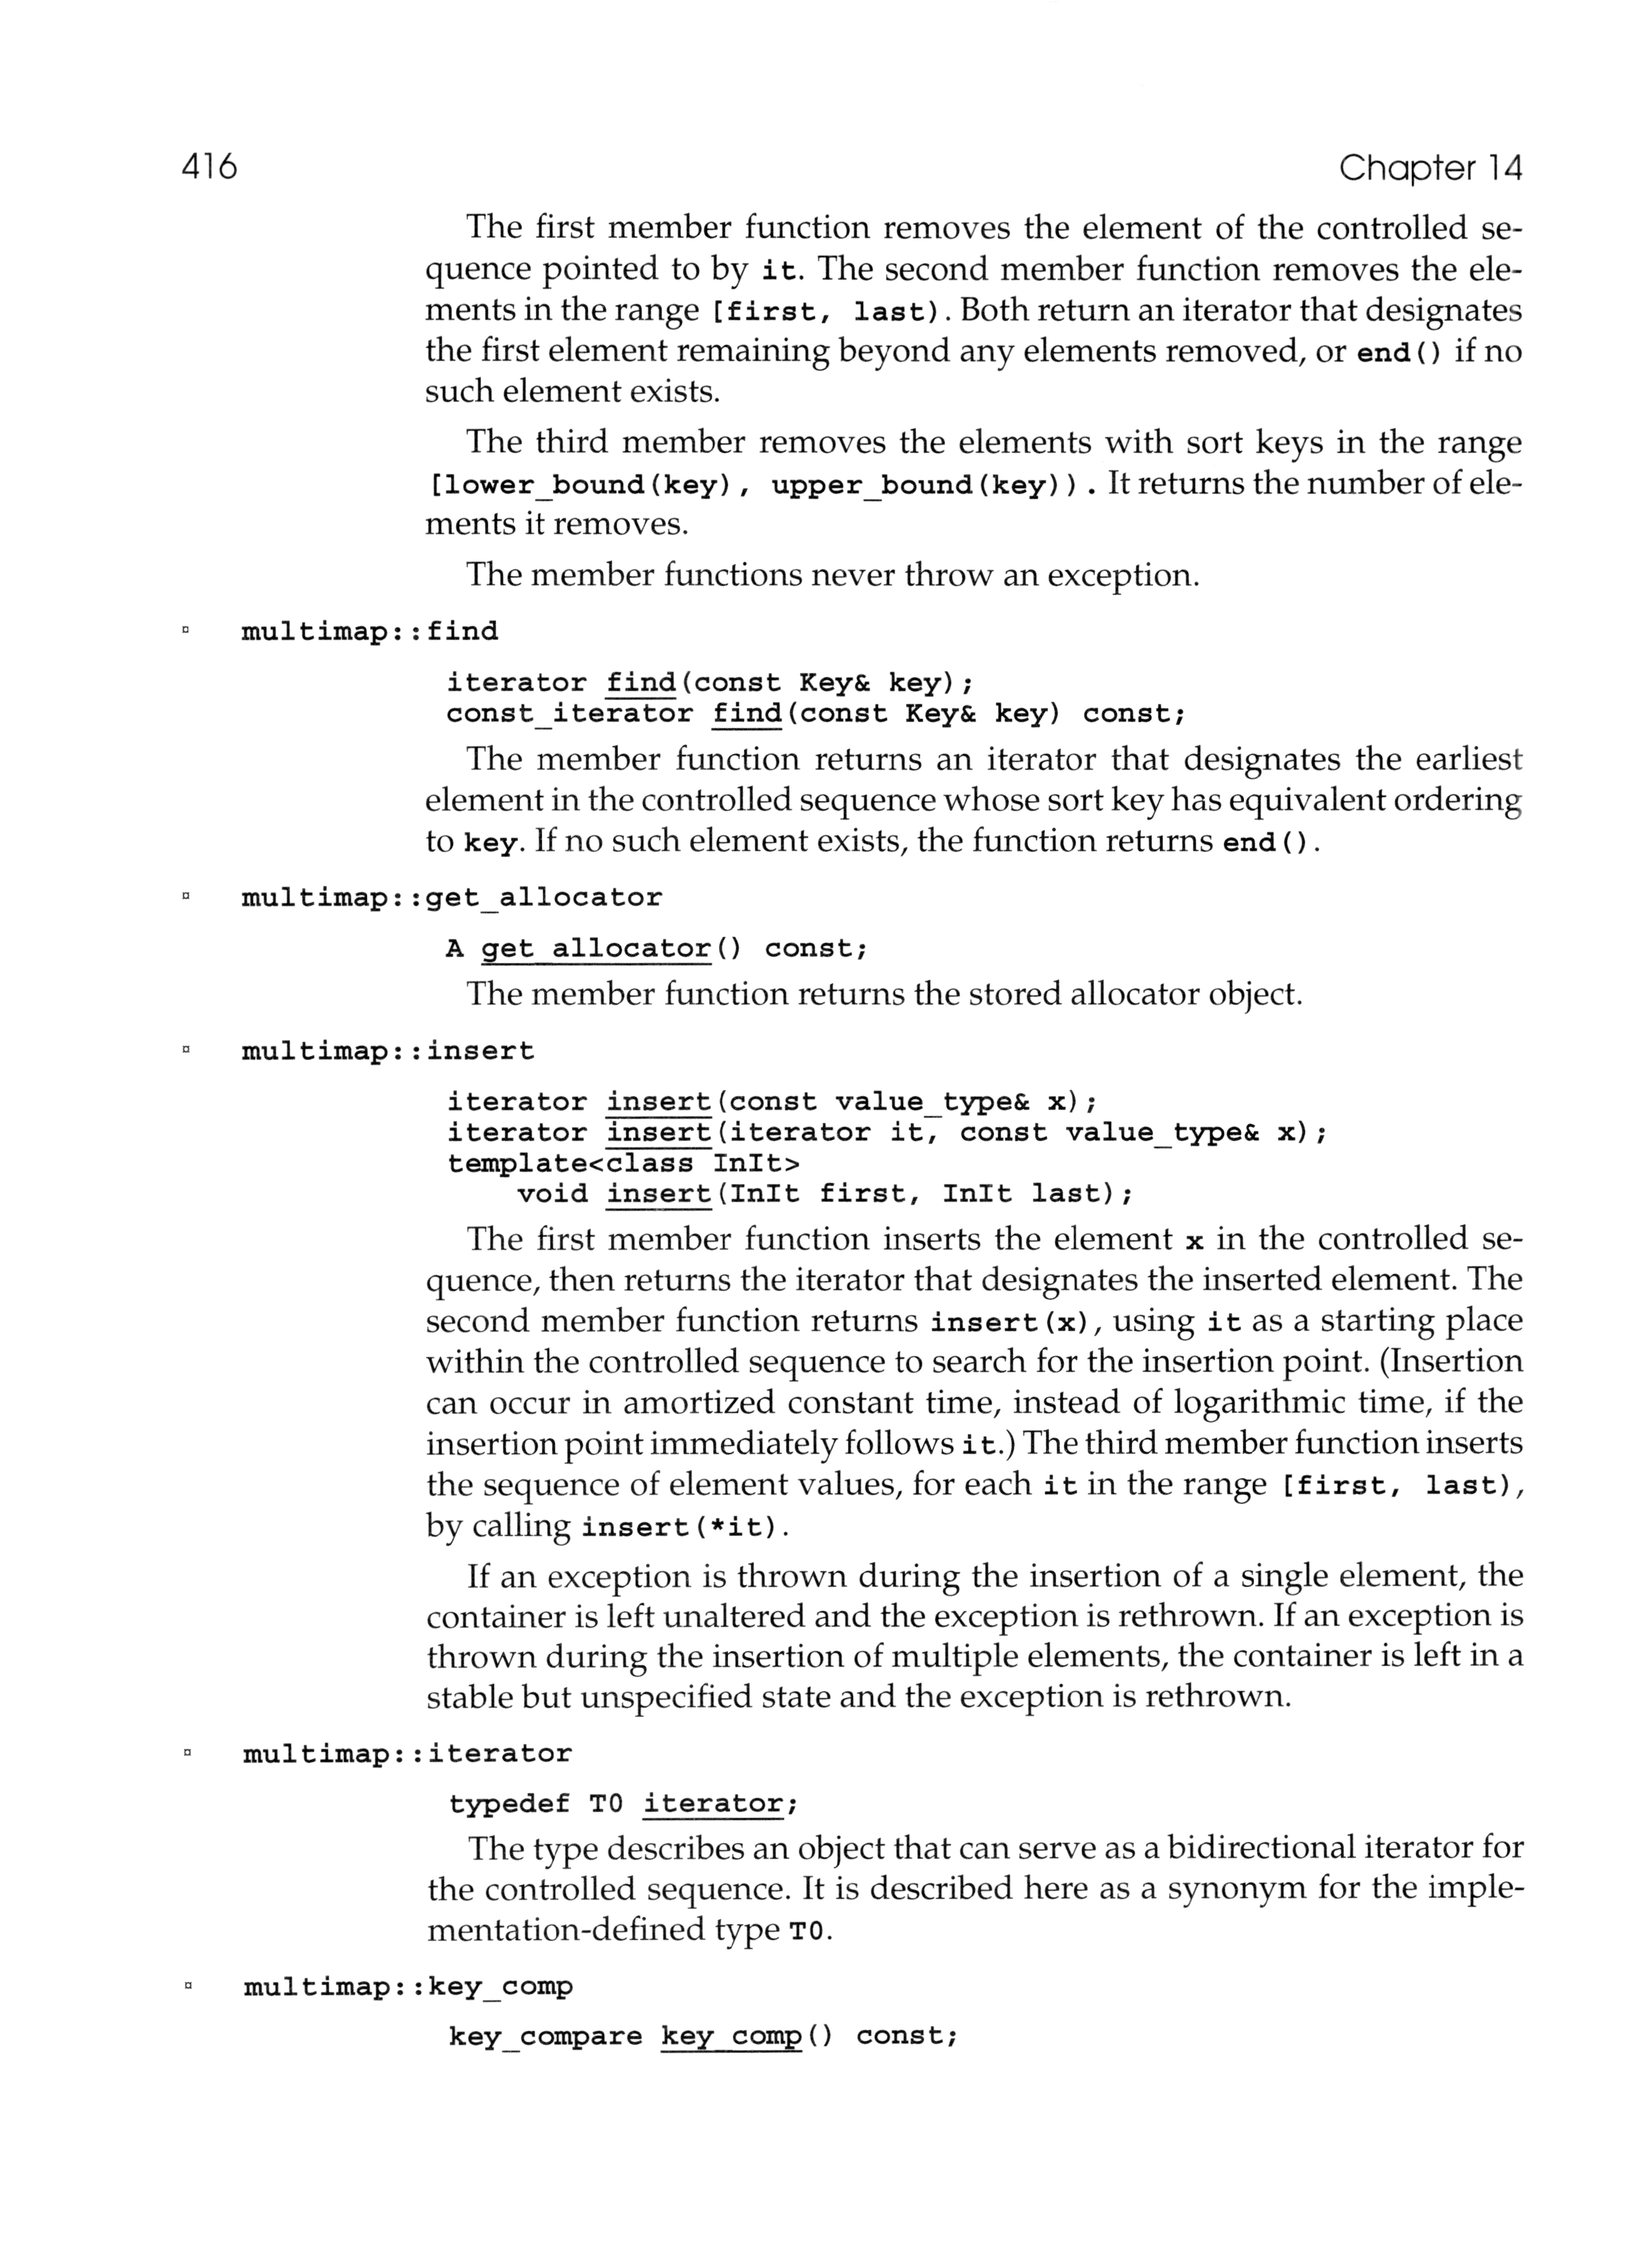 416
Chapter 14
The first member function removes the element of the controlled se-
quence pointed to by it. The second member function removes the ele-
ments in the range [first, last). Both return an iterator that designates
the first element remaining beyond any elements removed, or end() if no
such element exists.
The third member removes the elements with sort keys in the range
[lower_bound(key), upper_bound(key)). It returns the number of ele-
ments it removes.
The member functions never throw an exception.
▫ multimap::find
iterator find(const Key& key);
const_iterator find(const Key& key) const;
The member function returns an iterator that designates the earliest
element in the controlled sequence whose sort key has equivalent ordering
to key. If no such element exists, the function returns end().
▫ multimap::get_allocator
A get_allocator() const;
The member function returns the stored allocator object.
▫ multimap::insert
iterator insert(const value_type& x);
iterator insert(iterator it, const value_type& x);
template<class InIt>
void insert(InIt first, InIt last);
The first member function inserts the element x in the controlled se-
quence, then returns the iterator that designates the inserted element. The
second member function returns insert(x), using it as a starting place
within the controlled sequence to search for the insertion point. (Insertion
can occur in amortized constant time, instead of logarithmic time, if the
insertion point immediately follows it.) The third member function inserts
the sequence of element values, for each it in the range [first, last),
by calling insert(*it).
If an exception is thrown during the insertion of a single element, the
container is left unaltered and the exception is rethrown. If an exception is
thrown during the insertion of multiple elements, the container is left in a
stable but unspecified state and the exception is rethrown.
▫ multimap::iterator
typedef T0 iterator;
The type describes an object that can serve as a bidirectional iterator for
the controlled sequence. It is described here as a synonym for the imple-
mentation-defined type T0.
▫ multimap::key_comp
key_compare key_comp() const;